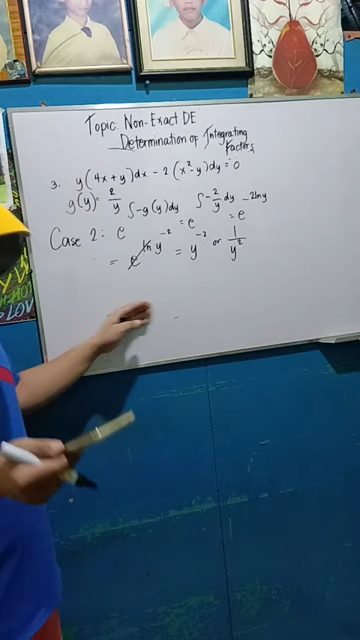 Topic: Non-Exact DE
Determination of Integrating Factors
3. y(4x+y)dx - 2(x²-y)dy = 0
g(y) = 2/y
Case 2: e^∫-g(y)dy = e^∫-2/y dy = e^-2lny
= e^ln y^-2 = y^-2 or 1/y²